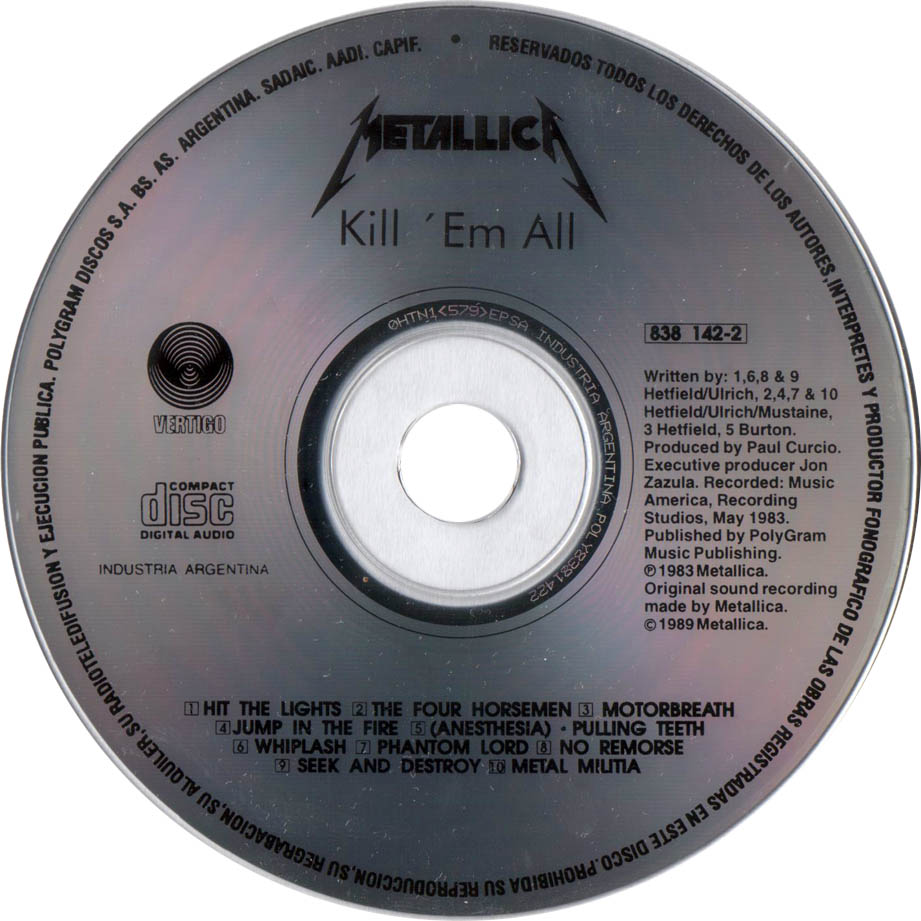 RESERVADOS TODOS LOS DERECHOS DE LOS AUTORES.INTERPRETES Y PRODUCTOR FONOGRAFICO DE LAS OBRAS REGISTRADAS EN ESTE DISCO.PROHIBIDA SU REPRODUCCION,SU REGRABACION,SU ALQUILER,SU RADIOTELEDIFUSION Y EJECUCION PUBLICA. POLYGRAM DISCOS S.A. BS. AS. ARGENTINA. SADAIC. AADI. CAPIF. •
METALLICA
Kill ´Em All
VERTIGO
COMPACT
disc
DIGITAL AUDIO
INDUSTRIA ARGENTINA
0HTN1<579>EPSA INDUSTRIA ARGENTINA POLY8381422
838 142-2
Written by: 1,6,8 & 9
Hetfield/Ulrich, 2,4,7 & 10
Hetfield/Ulrich/Mustaine,
3 Hetfield, 5 Burton.
Produced by Paul Curcio.
Executive producer Jon
Zazula. Recorded: Music
America, Recording
Studios, May 1983.
Published by PolyGram
Music Publishing.
℗ 1983 Metallica.
Original sound recording
made by Metallica.
© 1989 Metallica.
1 HIT THE LIGHTS 2 THE FOUR HORSEMEN 3 MOTORBREATH
4 JUMP IN THE FIRE 5 (ANESTHESIA) • PULLING TEETH
6 WHIPLASH 7 PHANTOM LORD 8 NO REMORSE
9 SEEK AND DESTROY 10 METAL MILITIA